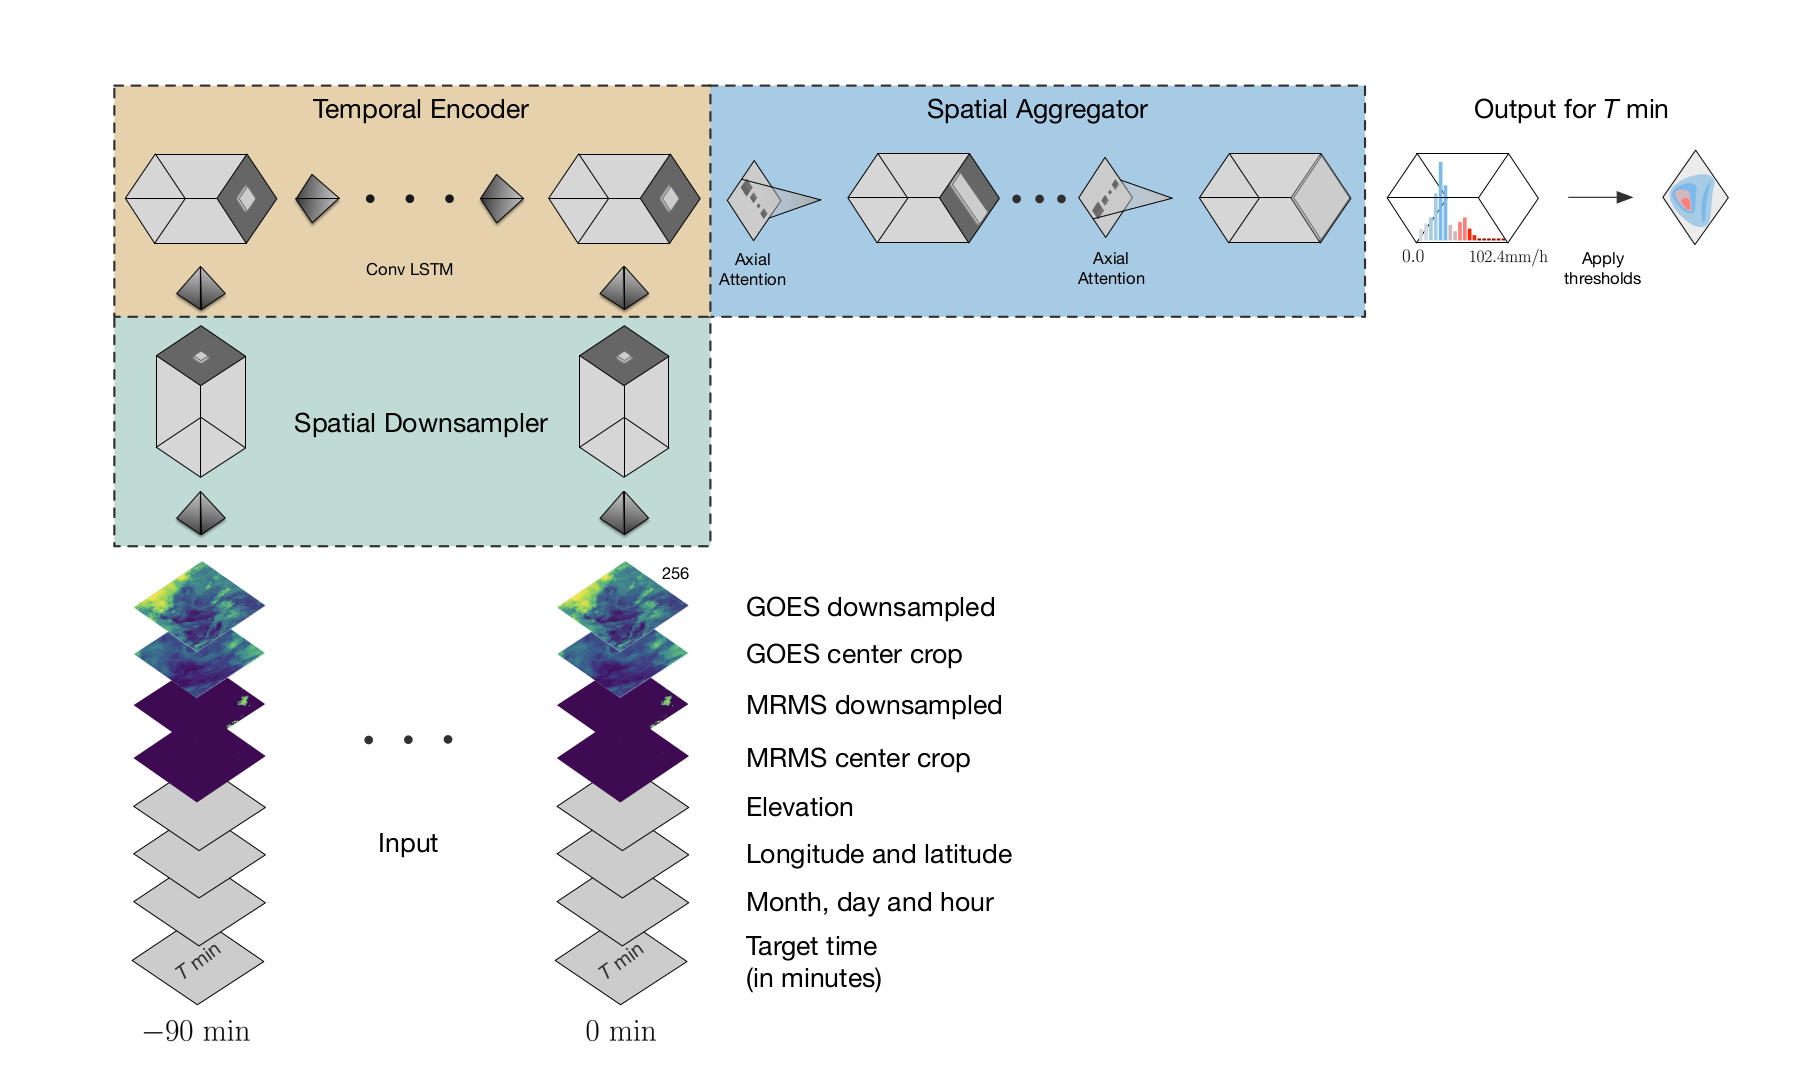 Temporal Encoder
Spatial Aggregator
Output for T min
Conv LSTM
Axial
Attention
Axial
Attention
0.0
102.4mm/h
Apply
thresholds
Spatial Downsampler
256
GOES downsampled
GOES center crop
MRMS downsampled
MRMS center crop
Elevation
Input
Longitude and latitude
Month, day and hour
T min
T min
Target time
(in minutes)
−90 min
0 min